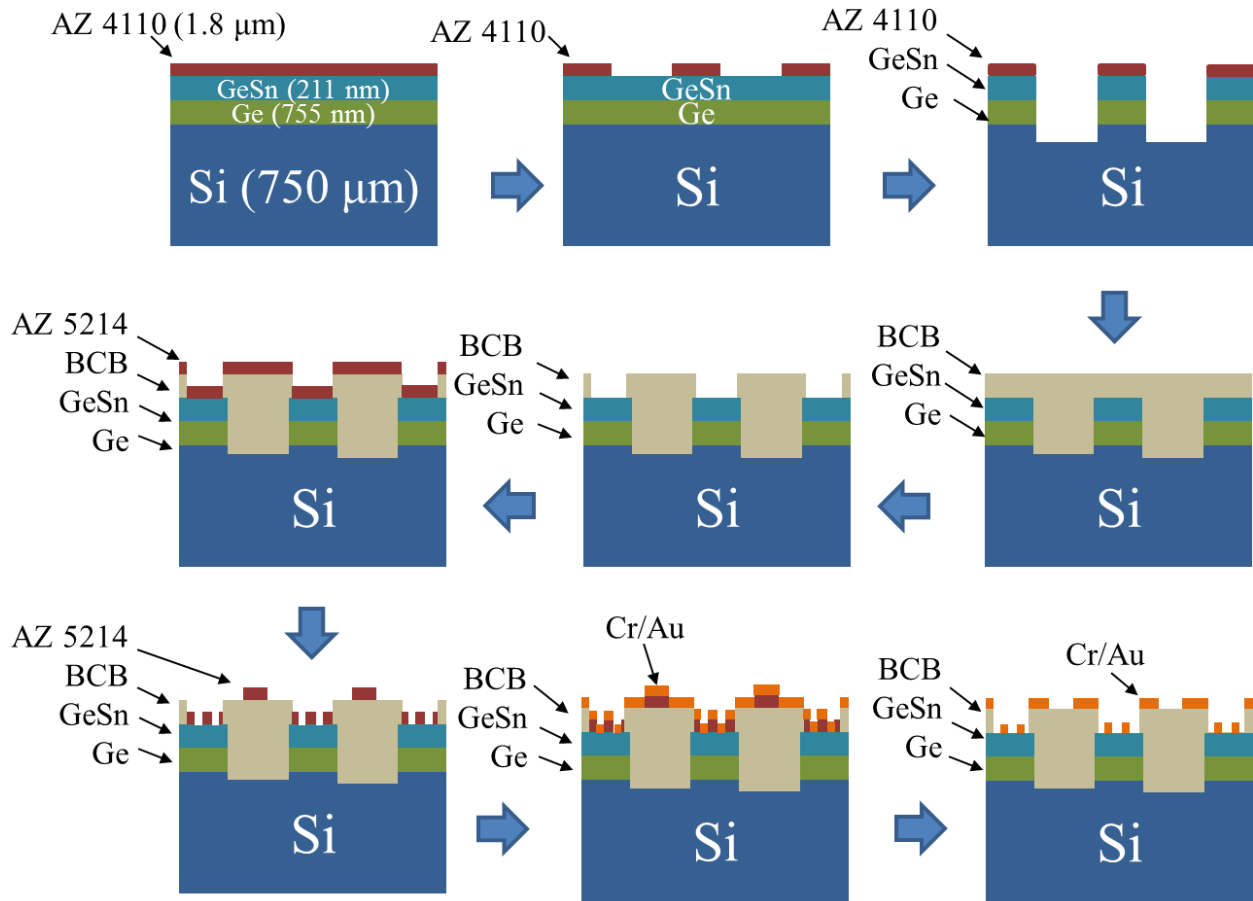 AZ 4110 (1.8 μm)
GeSn (211 nm)
Ge (755 nm)
Si (750 μm)
AZ 4110
GeSn
Ge
Si
AZ 4110
GeSn
Ge
Si
AZ 5214
BCB
GeSn
Ge
Si
BCB
GeSn
Ge
Si
BCB
GeSn
Ge
Si
AZ 5214
BCB
GeSn
Ge
Si
Cr/Au
BCB
GeSn
Ge
Si
Cr/Au
BCB
GeSn
Ge
Si